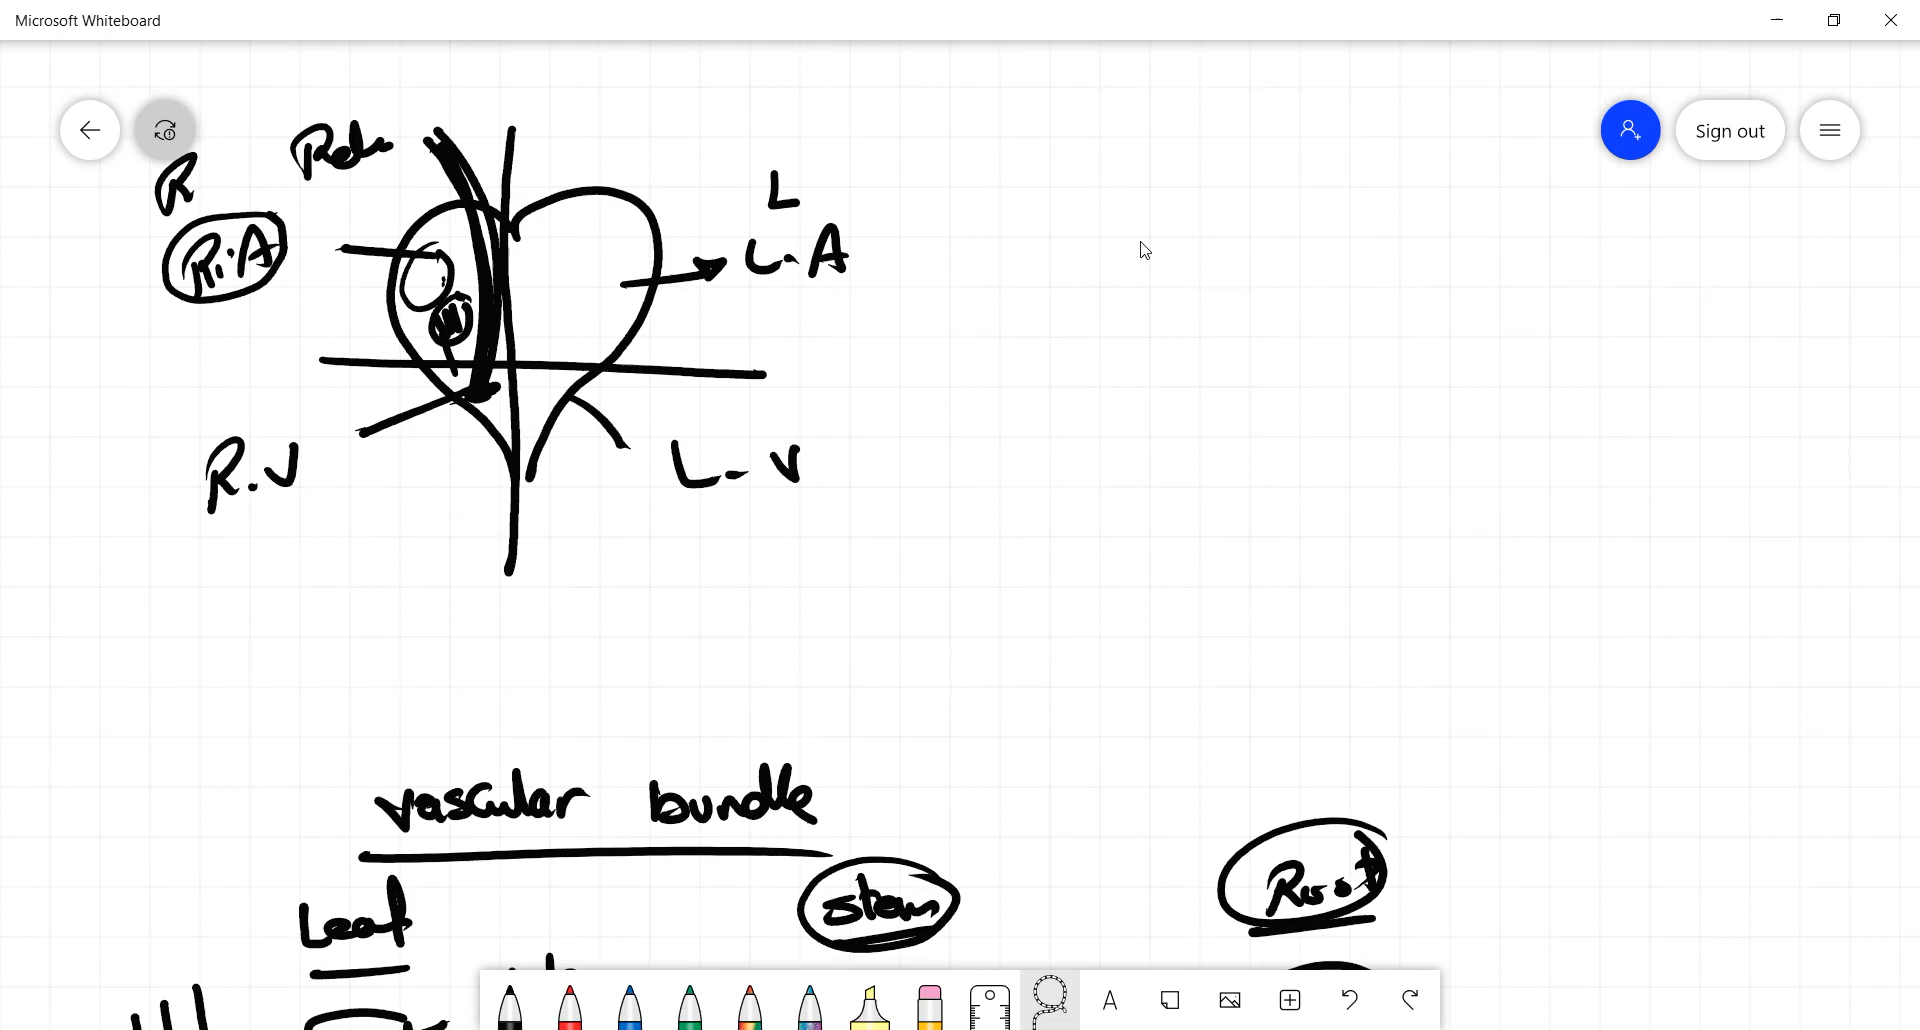 Microsoft Whiteboard
Sign out
R
L
R.A
L.A
R.V
L.V
vascular bundle
Leaf
stem
Root
A